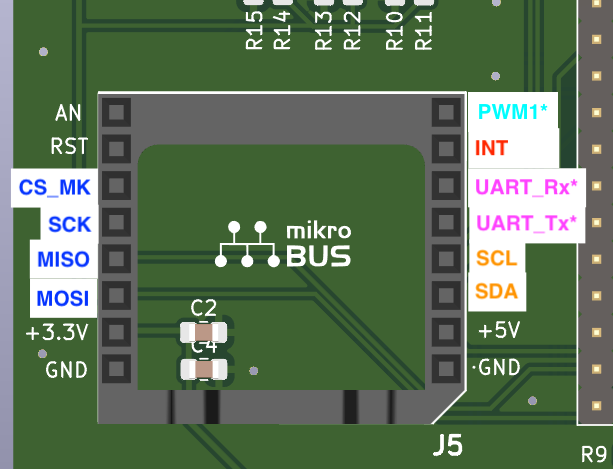 R15 R14 R13 R12 R10 R11
AN
RST
CS_MK
SCK
MISO
MOSI
+3.3V
GND
mikro
BUS
C2
C4
PWM1*
INT
UART_Rx*
UART_Tx*
SCL
SDA
+5V
GND
J5
R9